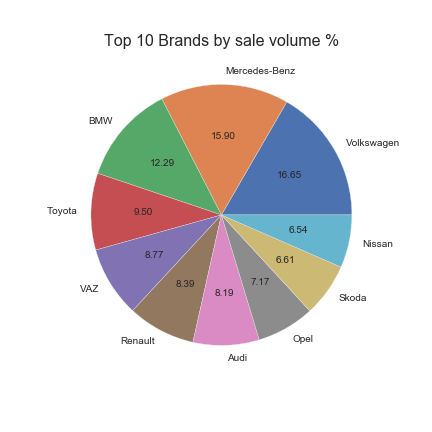 Top 10 Brands by sale volume %
Mercedes-Benz
BMW
Volkswagen
15.90
12.29
16.65
Toyota
9.50
6.54
Nissan
VAZ
8.77
6.61
8.39
8.19
7.17
Skoda
Renault
Audi
Opel